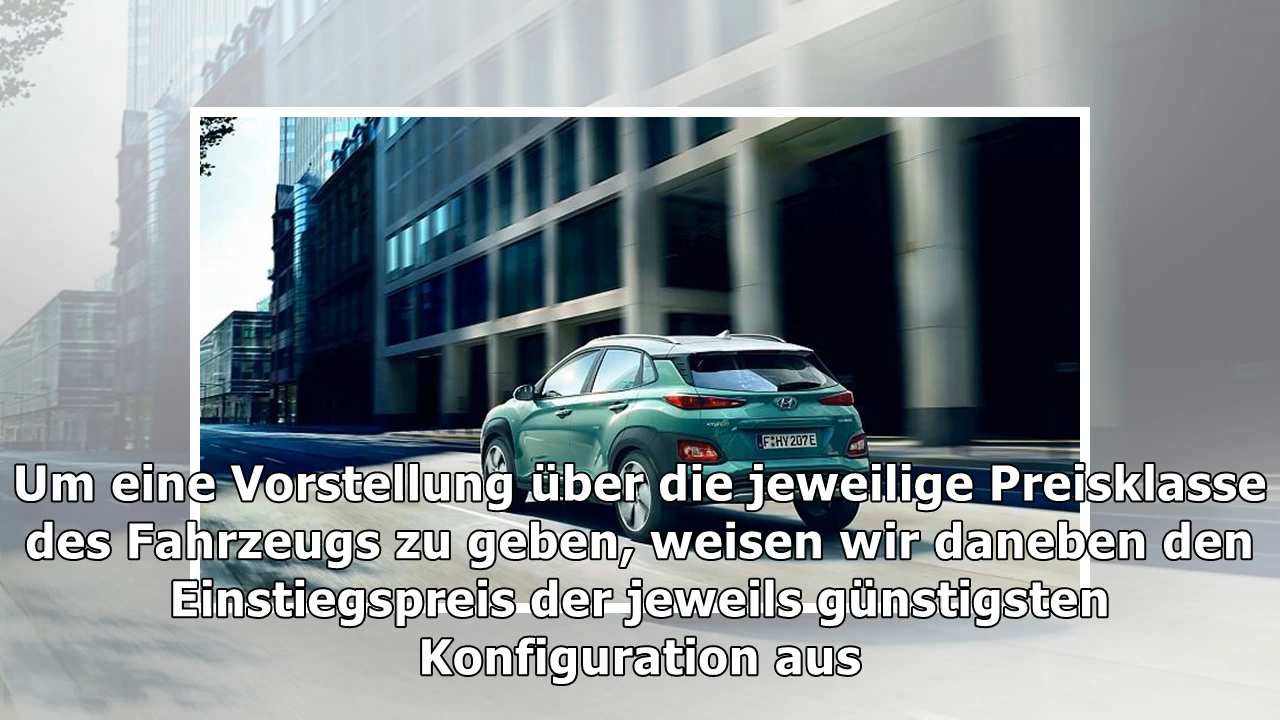 F HY 207 E
Um eine Vorstellung über die jeweilige Preisklasse
des Fahrzeugs zu geben, weisen wir daneben den
Einstiegspreis der jeweils günstigsten
Konfiguration aus